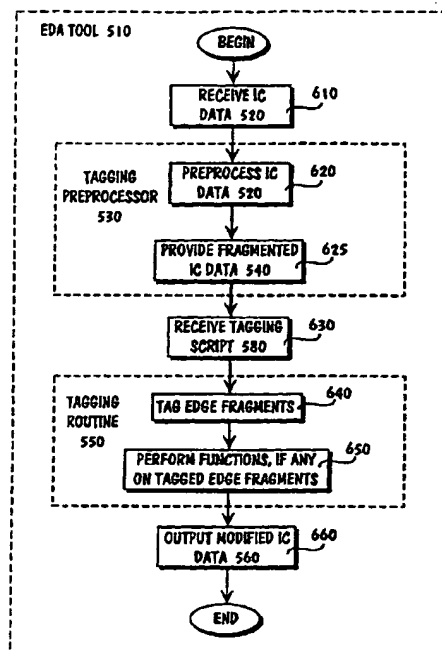 EDA TOOL 510
BEGIN
RECEIVE IC
DATA 520
610
TAGGING
PREPROCESSOR
530
PREPROCESS IC
DATA 520
620
PROVIDE FRAGMENTED
IC DATA 540
625
RECEIVE TAGGING
SCRIPT 580
630
TAGGING
ROUTINE
550
TAG EDGE FRAGMENTS
640
PERFORM FUNCTIONS, IF ANY
ON TAGGED EDGE FRAGMENTS
650
OUTPUT MODIFIED IC
DATA 560
660
END